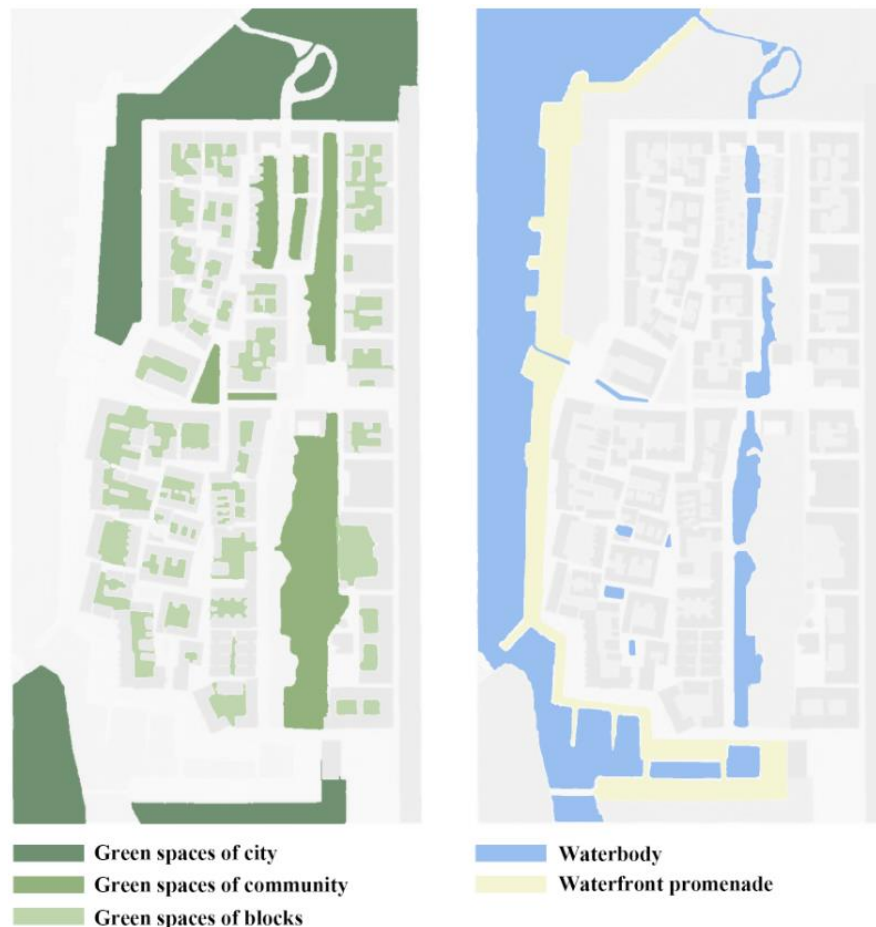 Green spaces of city
Green spaces of community
Green spaces of blocks
Waterbody
Waterfront promenade